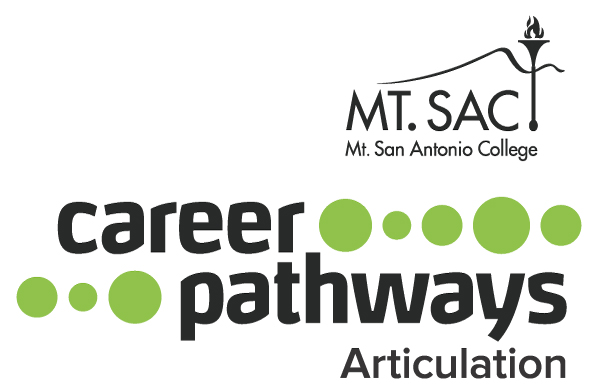 MT. SAC
Mt. San Antonio College
career
pathways
Articulation